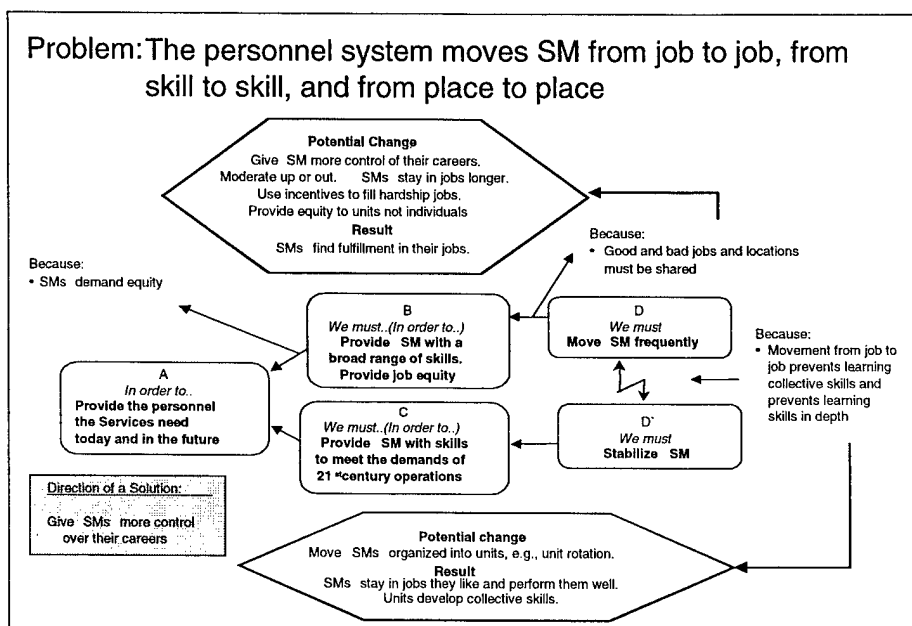 Problem: The personnel system moves SM from job to job, from
skill to skill, and from place to place
Potential Change
Give SM more control of their careers.
Moderate up or out. SMs stay in jobs longer.
Use incentives to fill hardship jobs.
Provide equity to units not individuals
Result
SMs find fulfillment in their jobs.
Because:
• Good and bad jobs and locations
must be shared
Because:
• SMs demand equity
B
We must..(In order to..)
Provide SM with a
broad range of skills.
Provide job equity
D
We must
Move SM frequently
Because:
• Movement from job to
job prevents learning
collective skills and
prevents learning
skills in depth
A
In order to..
Provide the personnel
the Services need
today and in the future
C
We must..(In order to..)
Provide SM with skills
to meet the demands of
21 st century operations
D`
We must
Stabilize SM
Direction of a Solution:
Give SMs more control
over their careers
Potential change
Move SMs organized into units, e.g., unit rotation.
Result
SMs stay in jobs they like and perform them well.
Units develop collective skills.